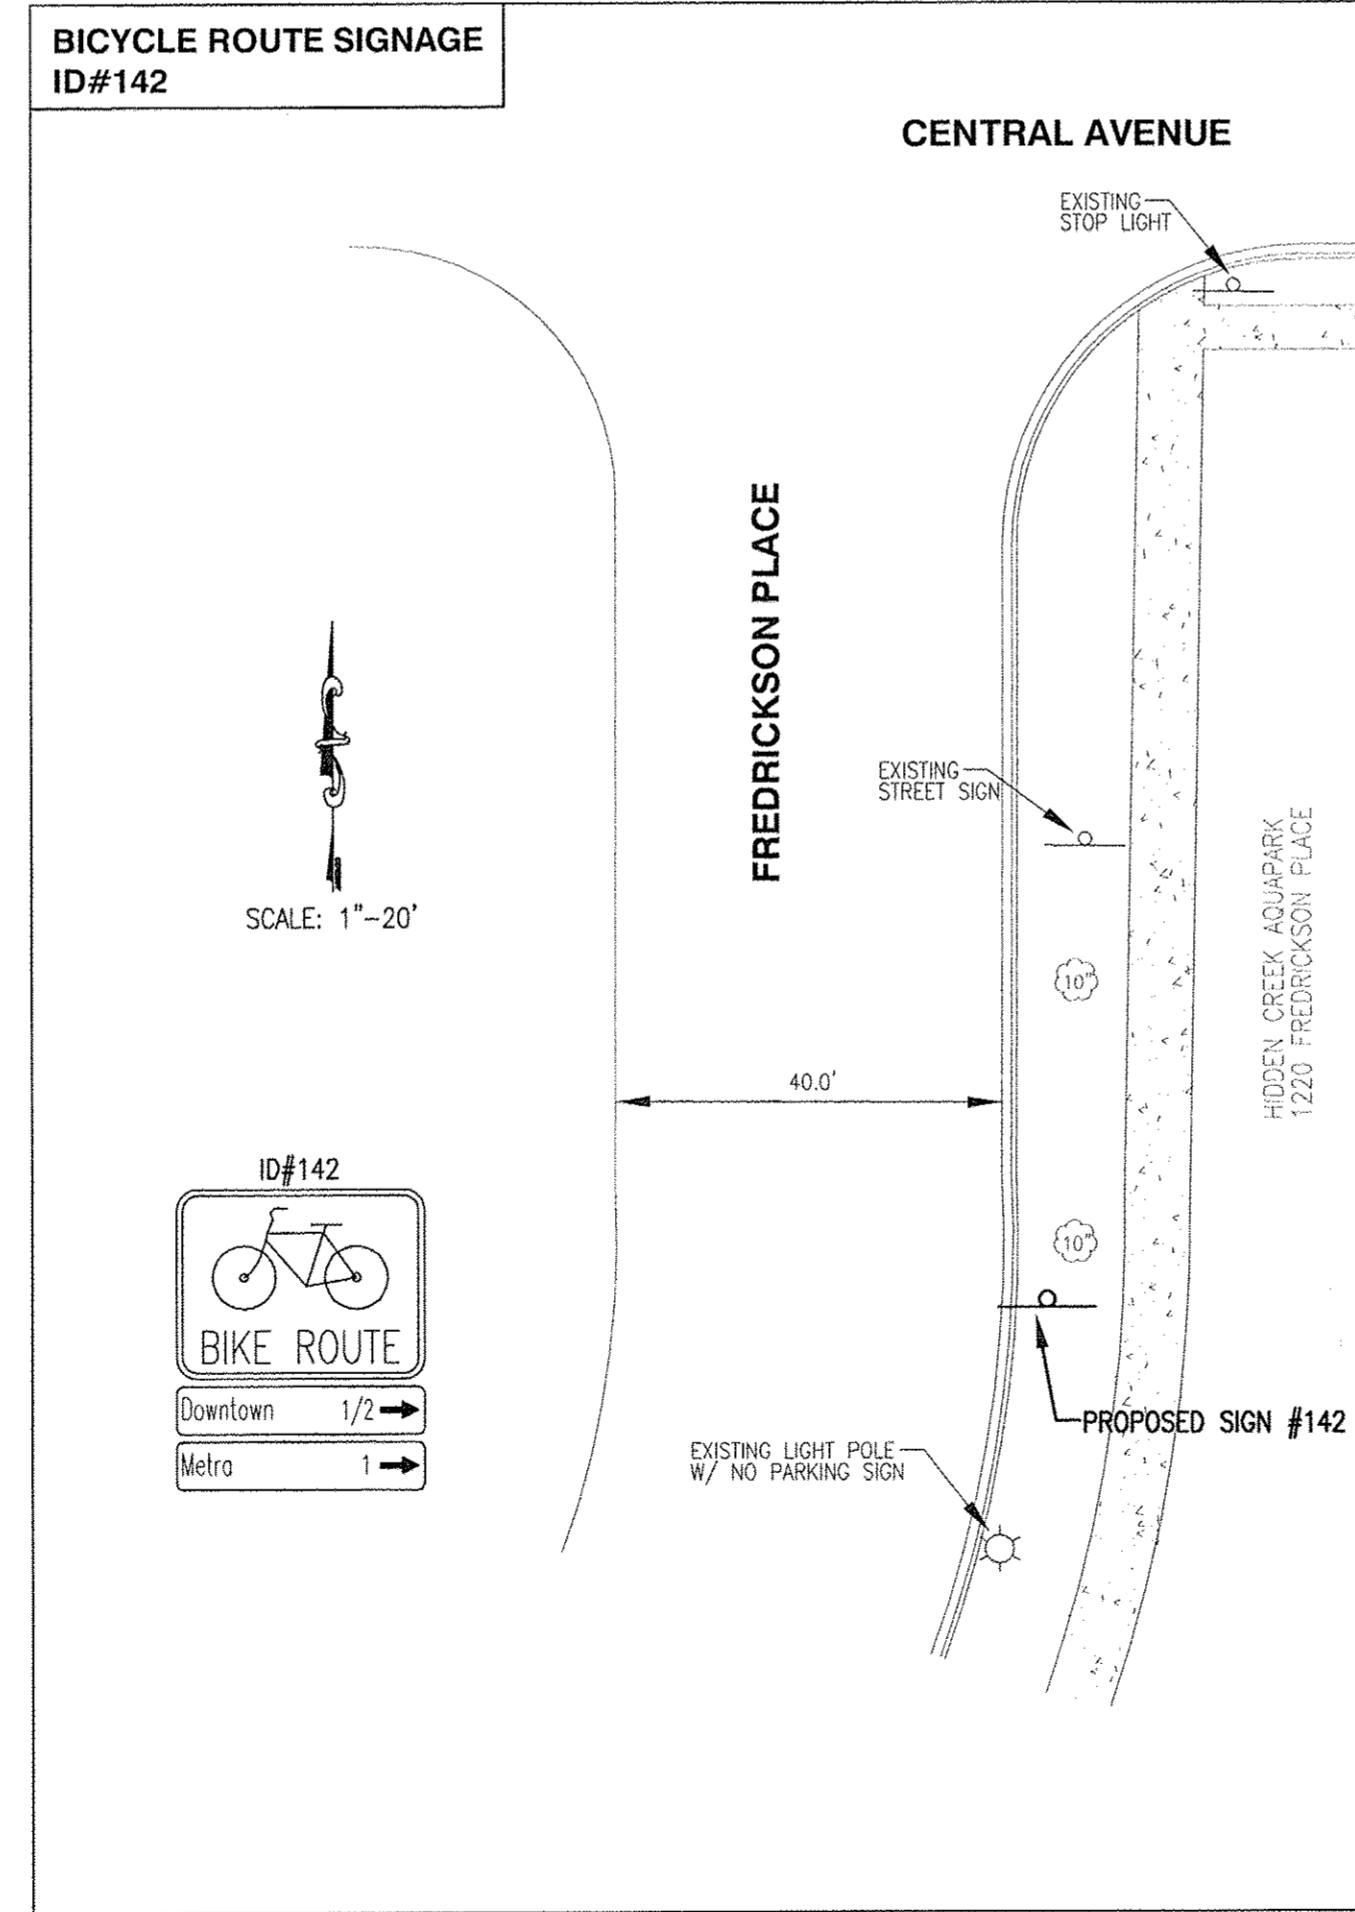 BICYCLE ROUTE SIGNAGE
ID#142
CENTRAL AVENUE
EXISTING
STOP LIGHT
FREDRICKSON PLACE
EXISTING
STREET SIGN
SCALE: 1"-20'
10"
HIDDEN CREEK AQUAPARK
1220 FREDRICKSON PLACE
40.0'
ID#142
BIKE ROUTE
Downtown 1/2
Metra 1
10"
PROPOSED SIGN #142
EXISTING LIGHT POLE
W/ NO PARKING SIGN